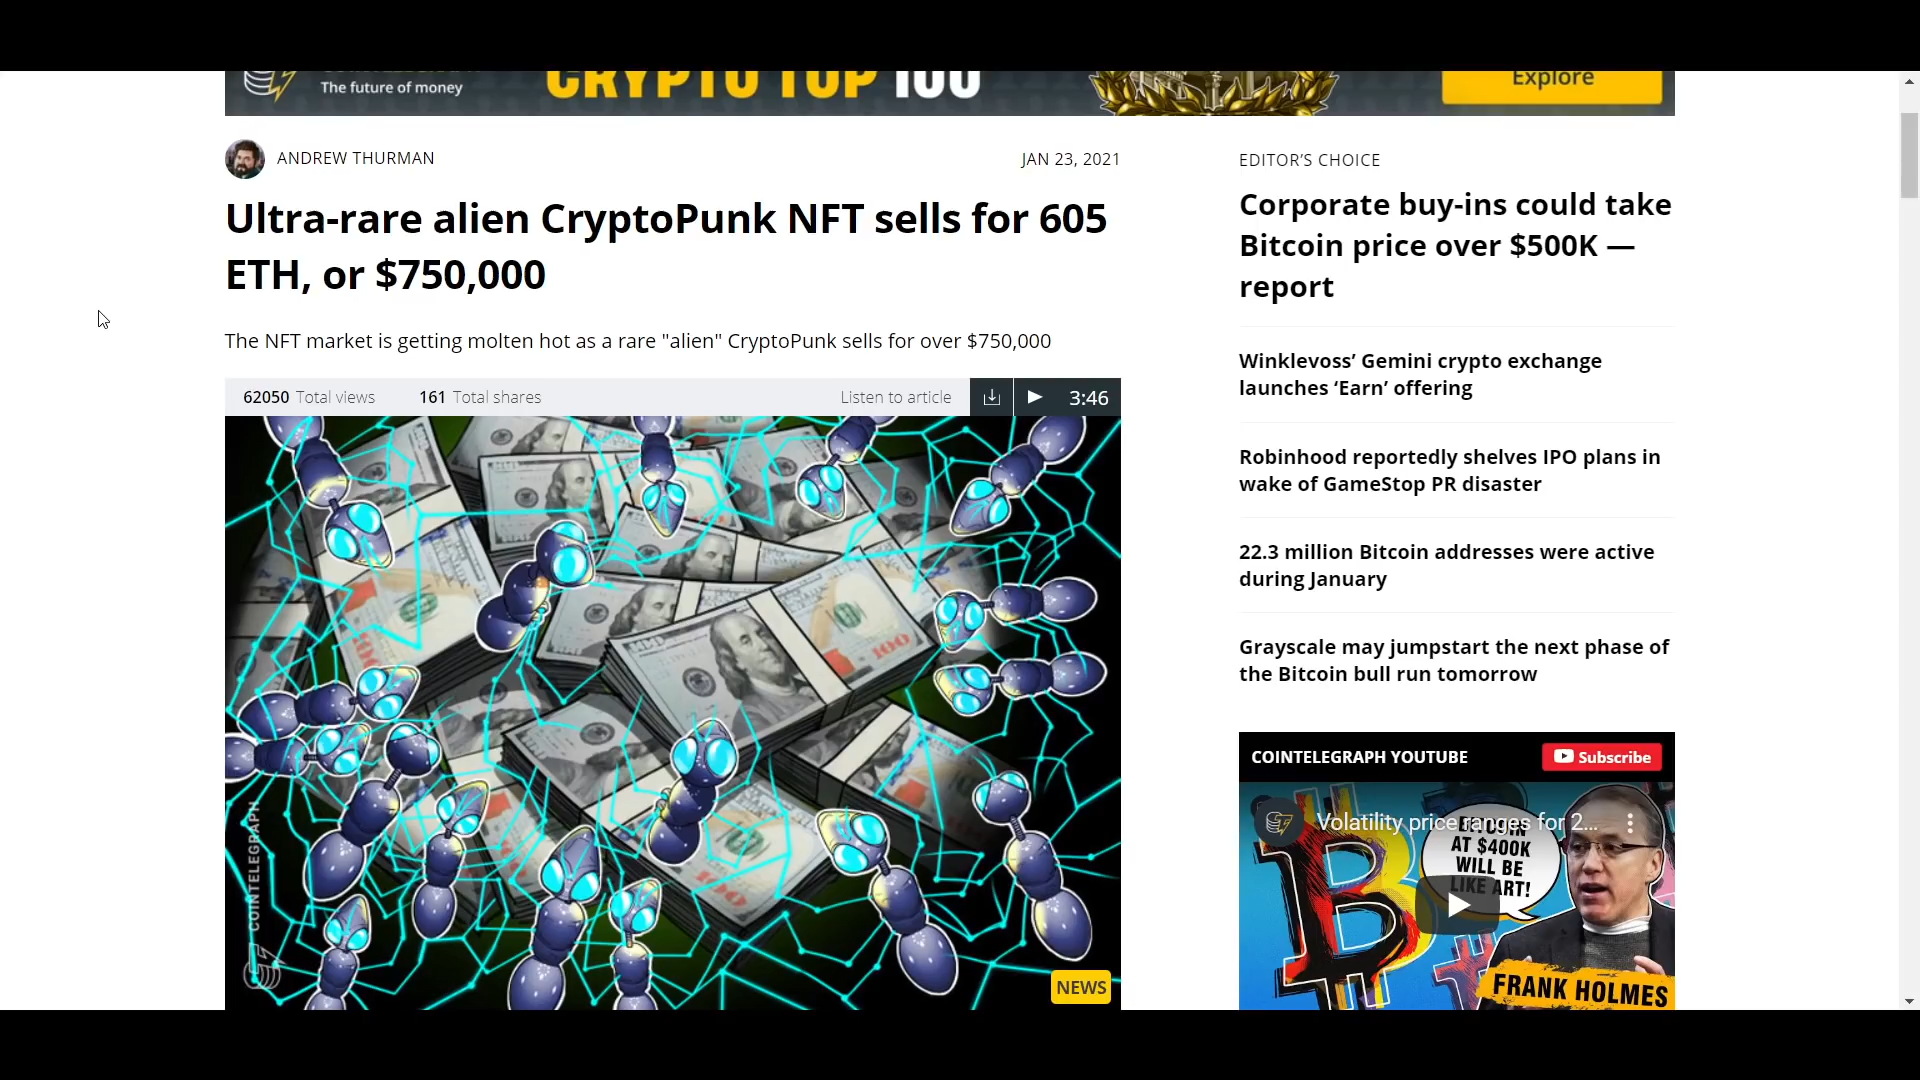 The future of money
CRYPTO TOP 100
Explore
ANDREW THURMAN
JAN 23, 2021
Ultra-rare alien CryptoPunk NFT sells for 605
ETH, or $750,000
The NFT market is getting molten hot as a rare "alien" CryptoPunk sells for over $750,000
62050 Total views
161 Total shares
Listen to article
3:46
COINTELEGRAPH
NEWS
EDITOR’S CHOICE
Corporate buy-ins could take
Bitcoin price over $500K —
report
Winklevoss’ Gemini crypto exchange
launches ‘Earn’ offering
Robinhood reportedly shelves IPO plans in
wake of GameStop PR disaster
22.3 million Bitcoin addresses were active
during January
Grayscale may jumpstart the next phase of
the Bitcoin bull run tomorrow
COINTELEGRAPH YOUTUBE
Subscribe
Volatility price ranges for 2...
BITCOIN
AT $400K
WILL BE
LIKE ART!
FRANK HOLMES